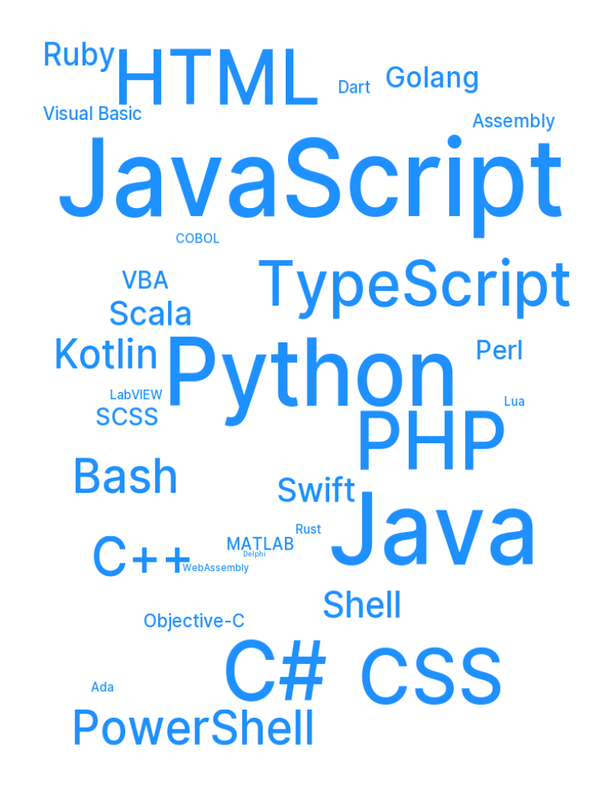 Ruby
HTML
Dart
Golang
Visual Basic
Assembly
JavaScript
COBOL
VBA
TypeScript
Scala
Kotlin
Python
Perl
LabVIEW
Lua
SCSS
PHP
Bash
Swift
Java
Rust
C++
MATLAB
Delphi
WebAssembly
Shell
Objective-C
C#
CSS
Ada
PowerShell